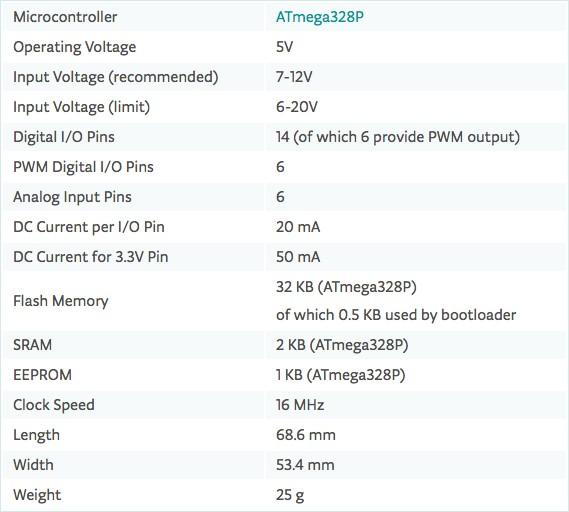 Microcontroller ATmega328P
Operating Voltage 5V
Input Voltage (recommended) 7-12V
Input Voltage (limit) 6-20V
Digital I/O Pins 14 (of which 6 provide PWM output)
PWM Digital I/O Pins 6
Analog Input Pins 6
DC Current per I/O Pin 20 mA
DC Current for 3.3V Pin 50 mA
Flash Memory 32 KB (ATmega328P)
of which 0.5 KB used by bootloader
SRAM 2 KB (ATmega328P)
EEPROM 1 KB (ATmega328P)
Clock Speed 16 MHz
Length 68.6 mm
Width 53.4 mm
Weight 25 g